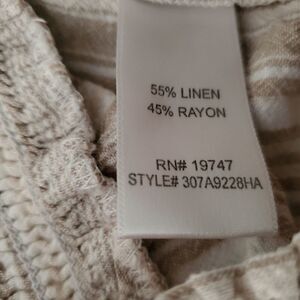 55% LINEN
45% RAYON
RN# 19747
STYLE# 307A9228HA